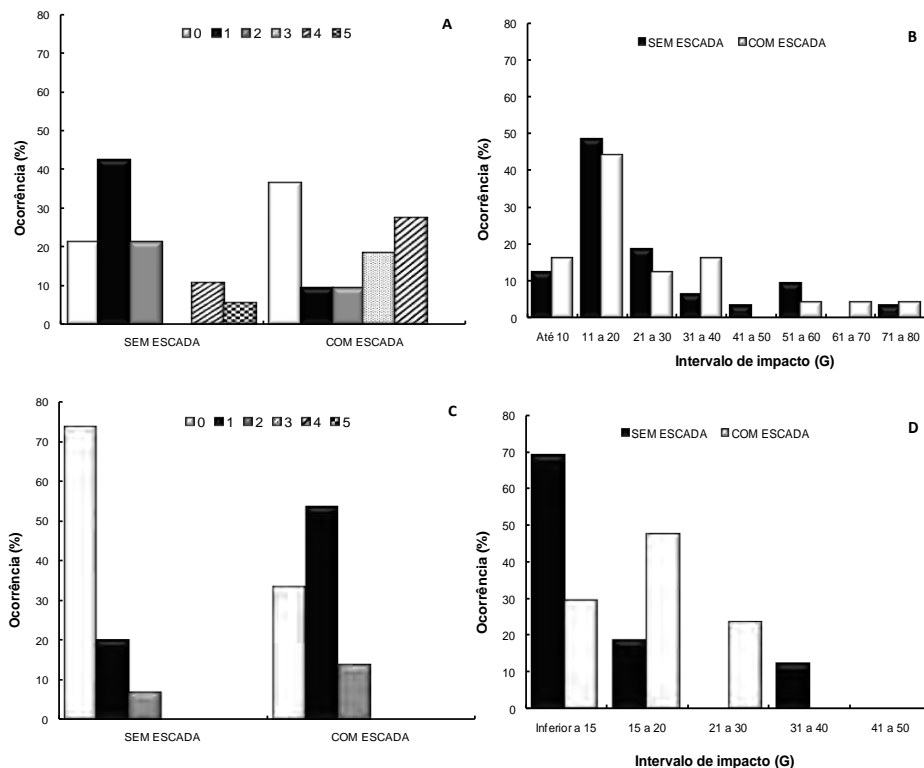 A
0 1 2 3 4 5
Ocorrência (%)
80
70
60
50
40
30
20
10
0
SEM ESCADA COM ESCADA
B
SEM ESCADA COM ESCADA
Ocorrência (%)
80
70
60
50
40
30
20
10
0
Até 10 11 a 20 21 a 30 31 a 40 41 a 50 51 a 60 61 a 70 71 a 80
Intervalo de impacto (G)
C
0 1 2 3 4 5
Ocorrência (%)
80
70
60
50
40
30
20
10
0
SEM ESCADA COM ESCADA
D
SEM ESCADA COM ESCADA
Ocorrência (%)
80
70
60
50
40
30
20
10
0
Inferior a 15 15 a 20 21 a 30 31 a 40 41 a 50
Intervalo de impacto (G)